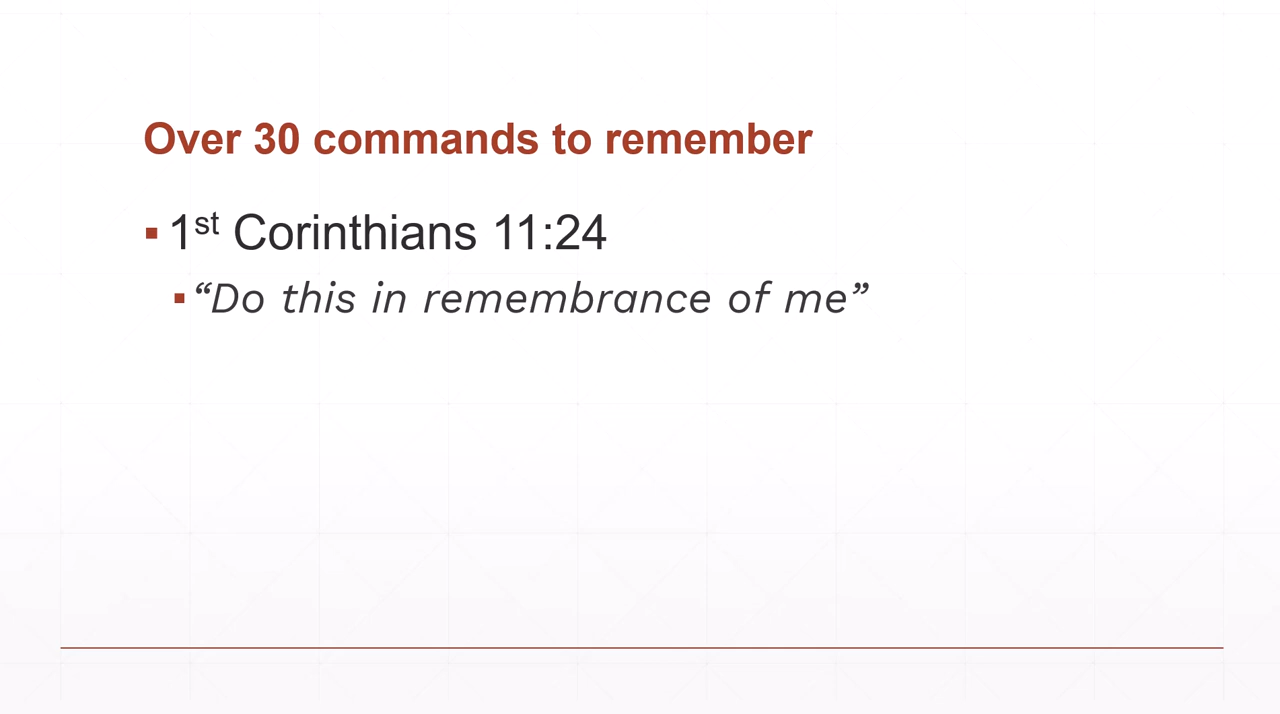 Over 30 commands to remember
▪ 1st Corinthians 11:24
▪ “Do this in remembrance of me”